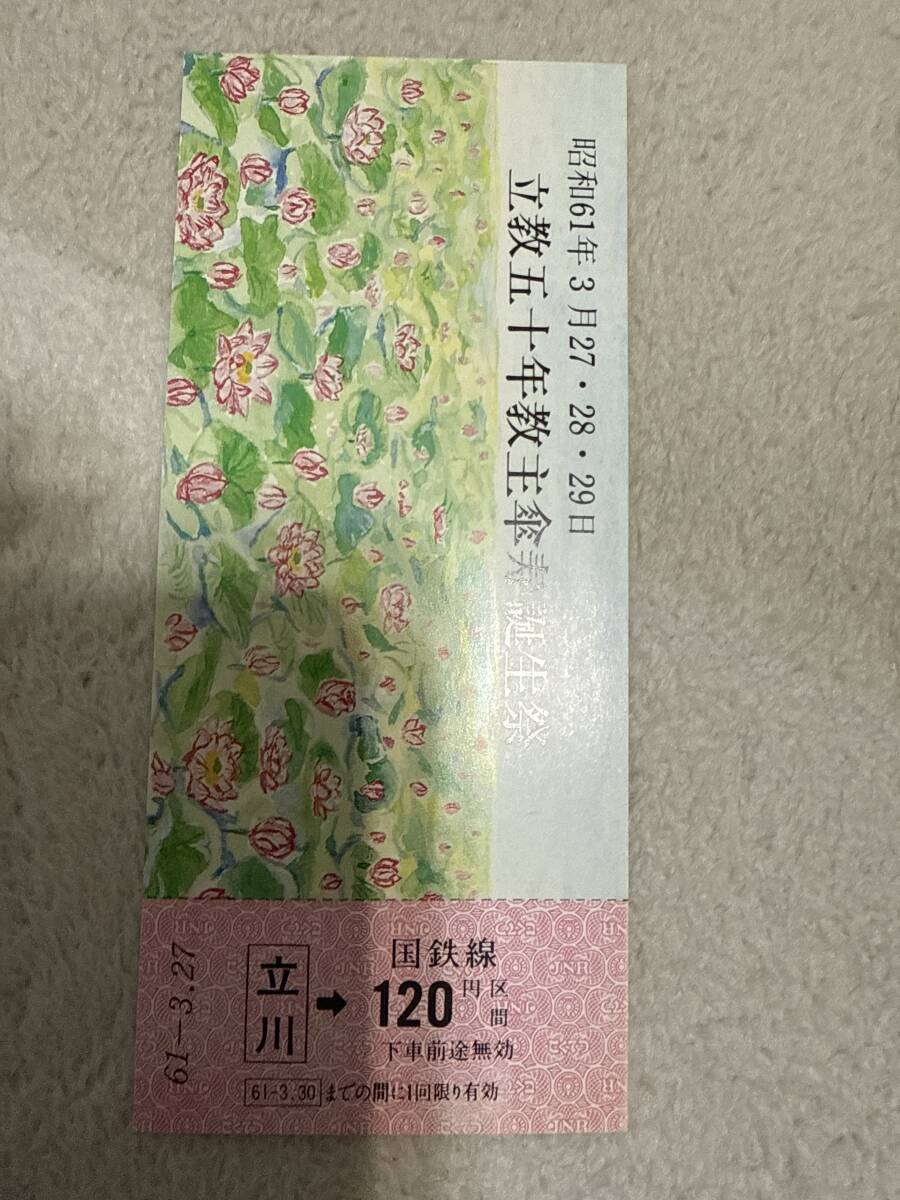 昭和61年3月27・28・29日
立教五十年教主傘寿誕生祭
61-3.27
立川
➡
国鉄線
120円区間
下車前途無効
61-3.30までの間に1回限り有効